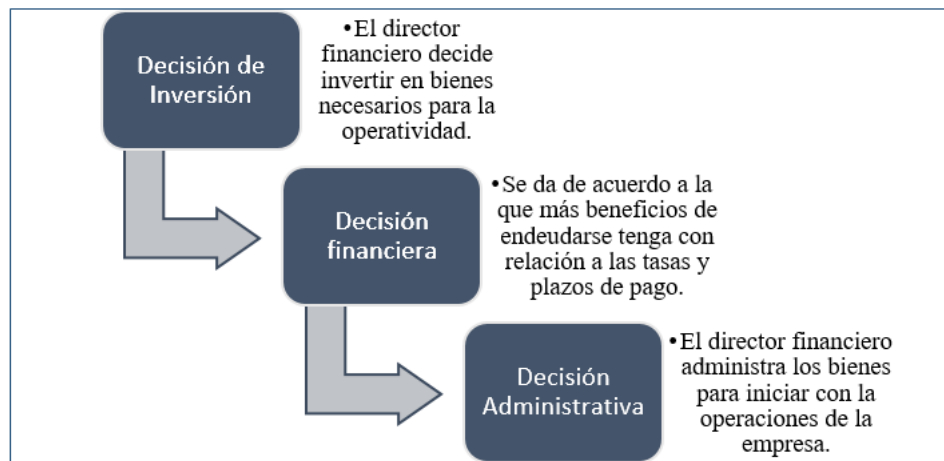 Decisión de
Inversión
•El director
financiero decide
invertir en bienes
necesarios para la
operatividad.
Decisión
financiera
•Se da de acuerdo a la
que más beneficios de
endeudarse tenga con
relación a las tasas y
plazos de pago.
Decisión
Administrativa
•El director financiero
administra los bienes
para iniciar con la
operaciones de la
empresa.